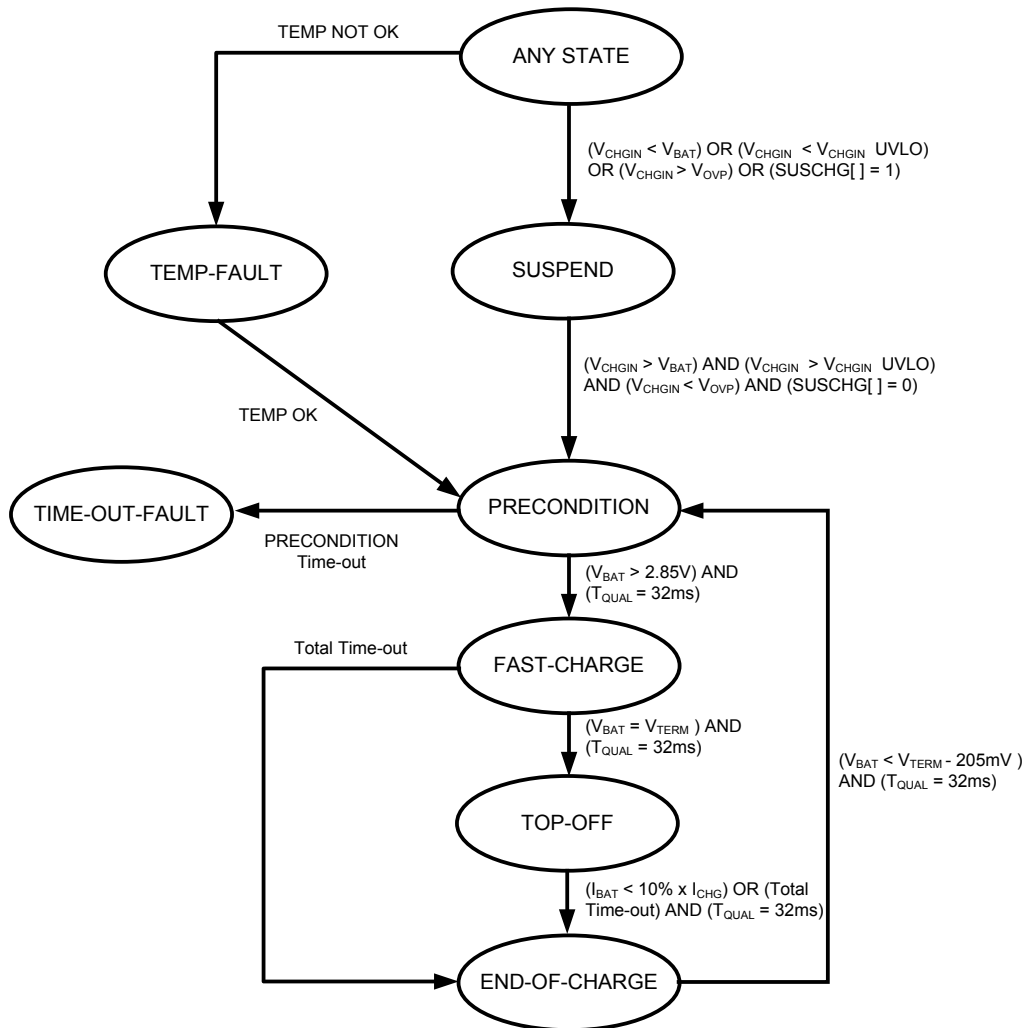 TEMP NOT OK
ANY STATE
(VCHGIN < VBAT) OR (VCHGIN < VCHGIN UVLO)
OR (VCHGIN > VOVP) OR (SUSCHG[ ] = 1)
TEMP-FAULT
SUSPEND
(VCHGIN > VBAT) AND (VCHGIN > VCHGIN UVLO)
AND (VCHGIN < VOVP) AND (SUSCHG[ ] = 0)
TEMP OK
TIME-OUT-FAULT
PRECONDITION
PRECONDITION
Time-out
(VBAT > 2.85V) AND
(TQUAL = 32ms)
Total Time-out
FAST-CHARGE
(VBAT = VTERM ) AND
(TQUAL = 32ms)
(VBAT < VTERM - 205mV )
AND (TQUAL = 32ms)
TOP-OFF
(IBAT < 10% x ICHG) OR (Total
Time-out) AND (TQUAL = 32ms)
END-OF-CHARGE